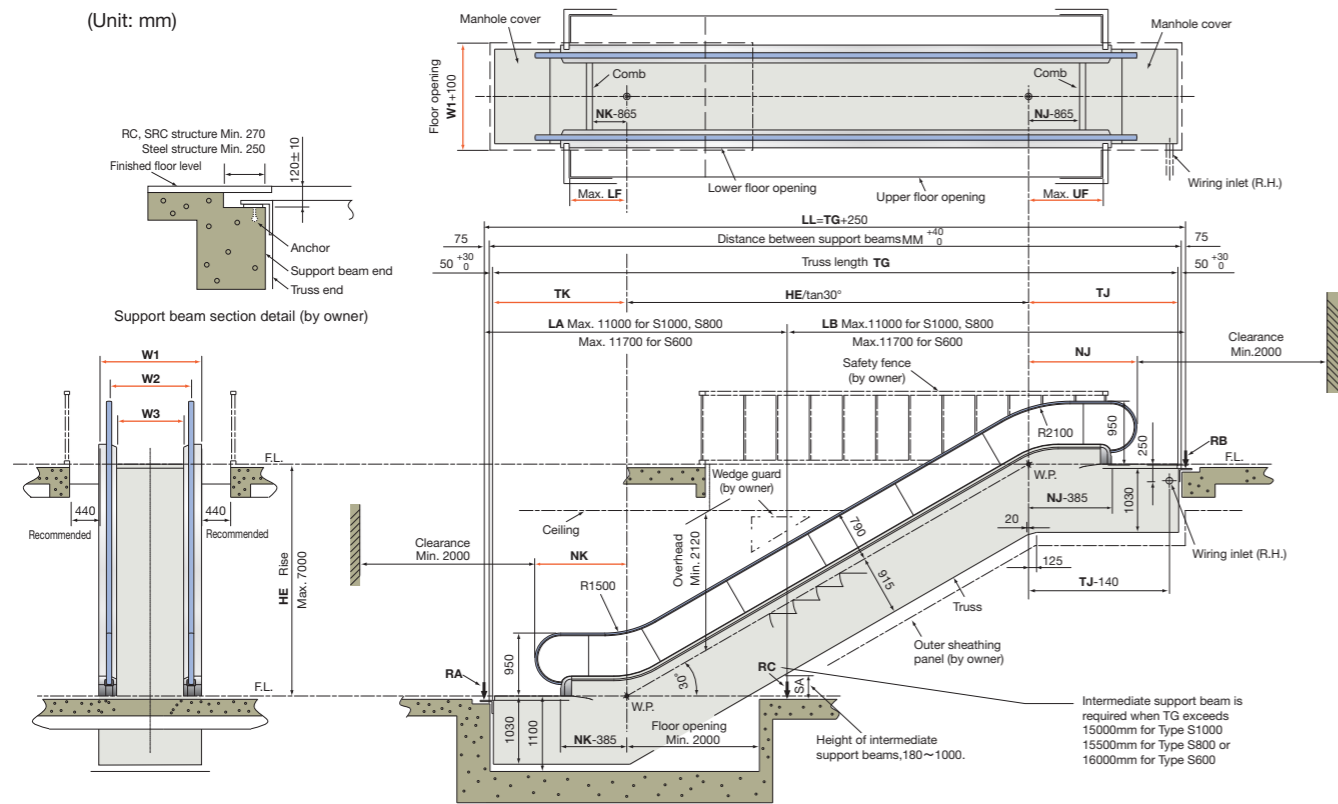 (Unit: mm)
Manhole cover
Manhole cover
Floor opening
W1+100
Comb
Comb
NK-865
NJ-865
Lower floor opening
Upper floor opening
Wiring inlet (R.H.)
Max. LF
Max. UF
RC, SRC structure Min. 270
Steel structure Min. 250
Finished floor level
120±10
Anchor
Support beam end
Truss end
Support beam section detail (by owner)
LL=TG+250
75
Distance between support beams MM +40 0
75
50 +30 0
Truss length TG
50 +30 0
TK
HE/tan30°
TJ
LA Max. 11000 for S1000, S800
Max. 11700 for S600
LB Max.11000 for S1000, S800
Max.11700 for S600
NJ
Clearance
Min.2000
Safety fence
(by owner)
W1
W2
W3
F.L.
440
Recommended
440
Recommended
HE Rise
Max. 7000
F.L.
R2100
950
250
RB
F.L.
W.P.
Wedge guard
(by owner)
Ceiling
NJ-385
1030
20
Wiring inlet (R.H.)
125
TJ-140
Clearance
Min. 2000
NK
Overhead
Min. 2120
790
915
R1500
Truss
Outer sheathing
panel (by owner)
950
RA
30°
RC
SA
W.P.
1030
1100
NK-385
Floor opening
Min. 2000
Height of intermediate
support beams,180~1000.
Intermediate support beam is
required when TG exceeds
15000mm for Type S1000
15500mm for Type S800 or
16000mm for Type S600